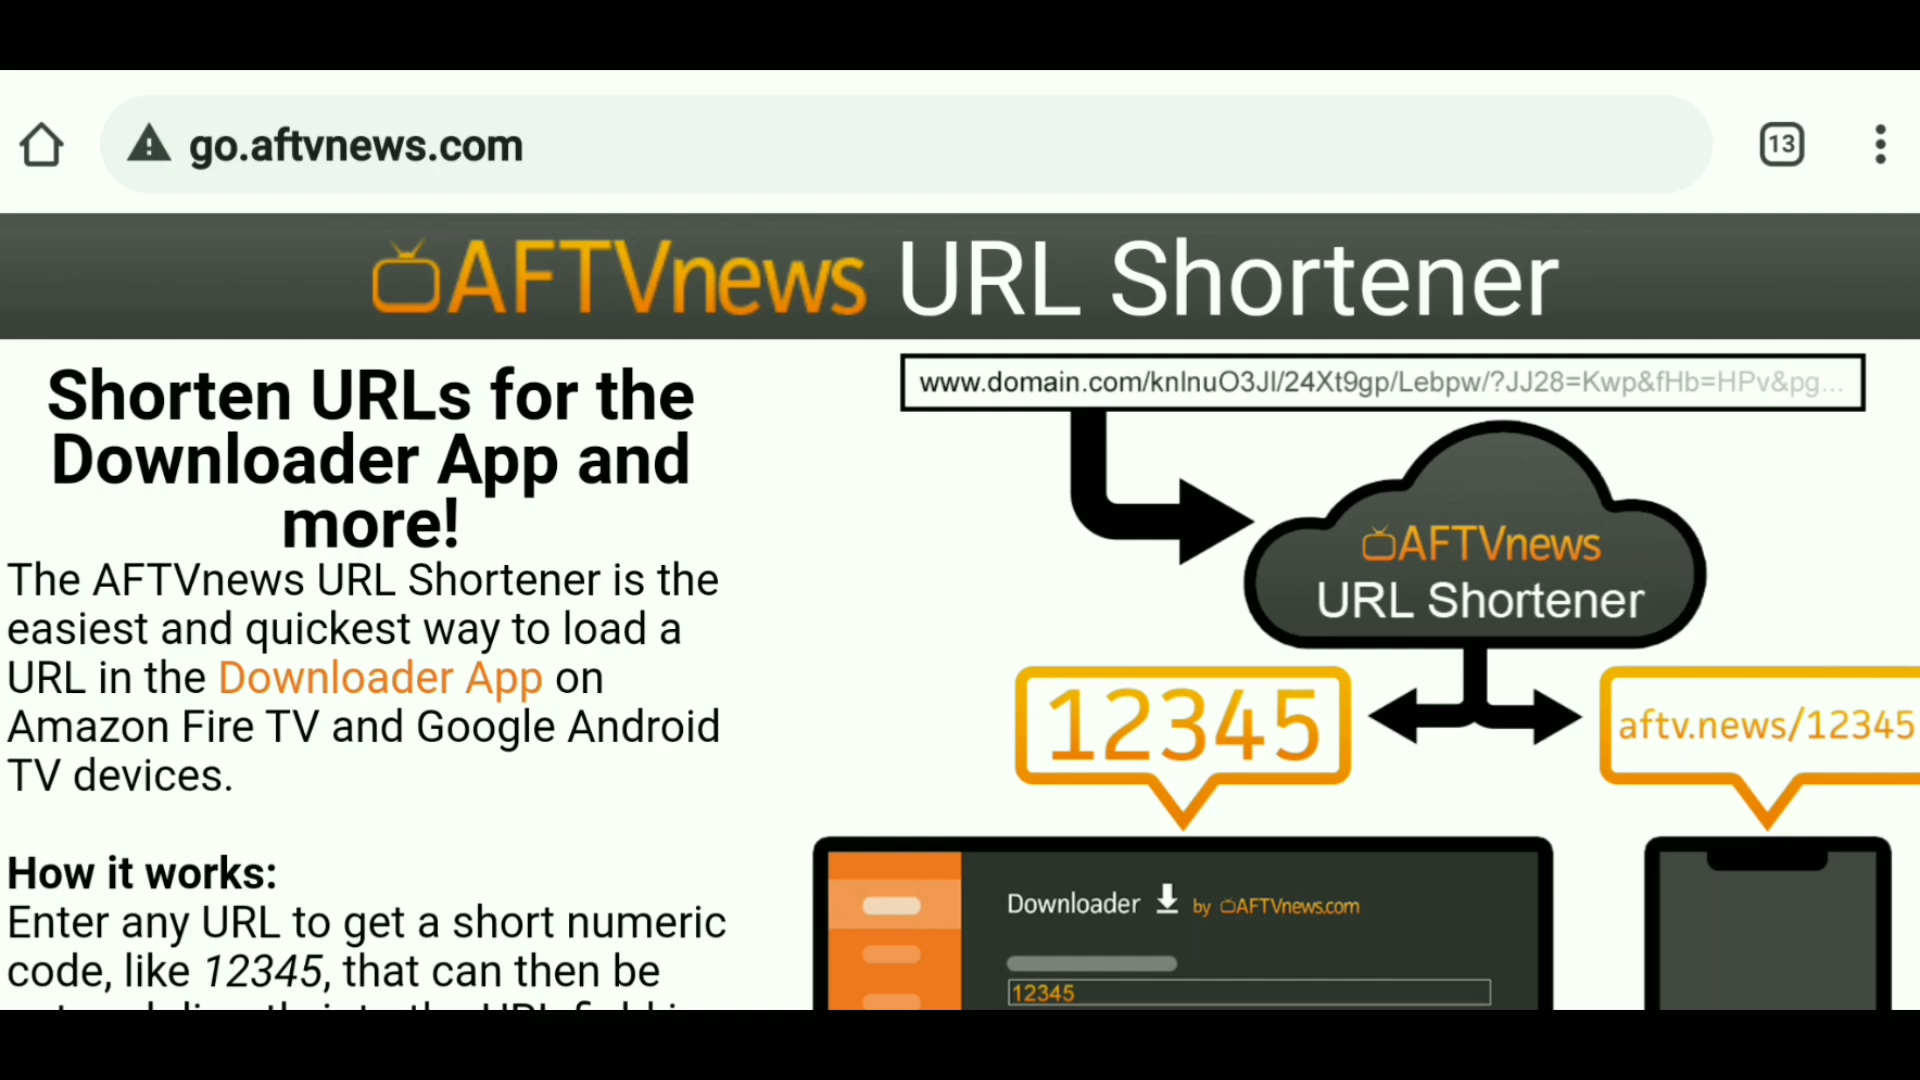 go.aftvnews.com
13
AFTVnews URL Shortener
Shorten URLs for the
Downloader App and
more!
The AFTVnews URL Shortener is the
easiest and quickest way to load a
URL in the Downloader App on
Amazon Fire TV and Google Android
TV devices.
How it works:
Enter any URL to get a short numeric
code, like 12345, that can then be
www.domain.com/knlnuO3Jl/24Xt9gp/Lebpw/?JJ28=Kwp&fHb=HPv&pg...
AFTVnews
URL Shortener
12345
aftv.news/12345
Downloader by AFTVnews.com
12345